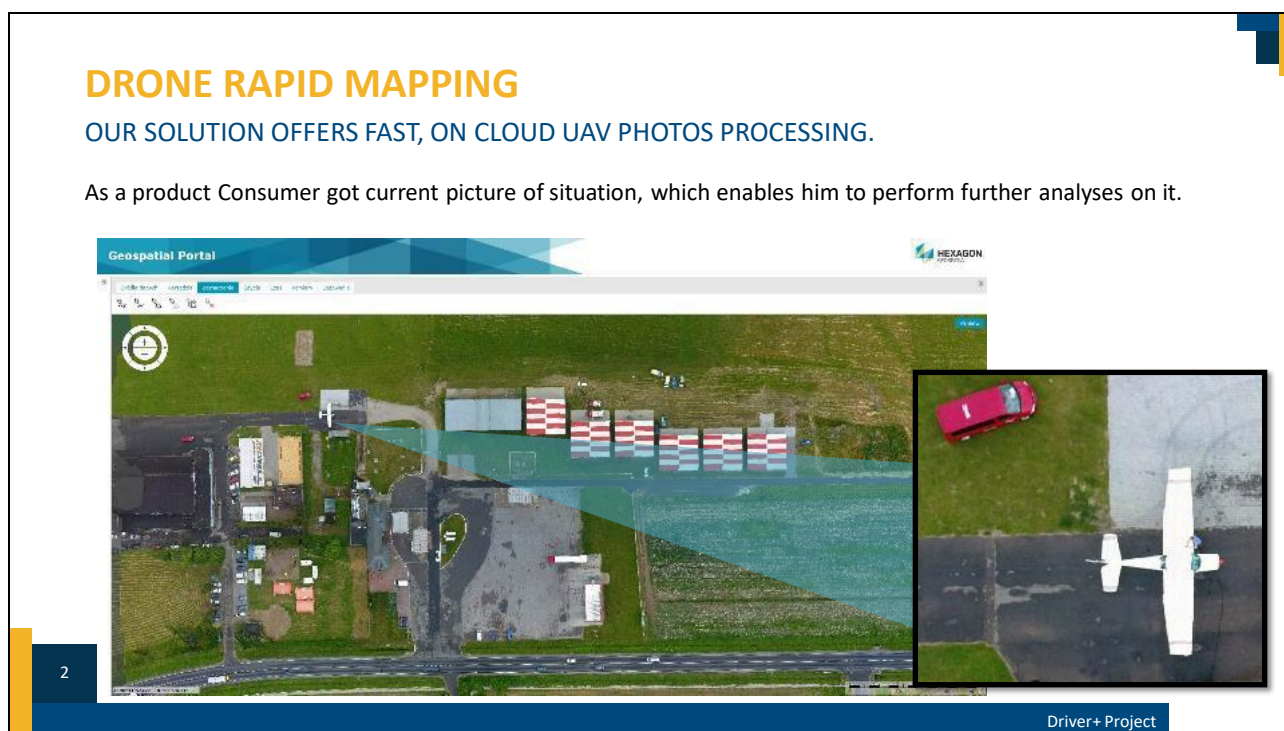 DRONE RAPID MAPPING
OUR SOLUTION OFFERS FAST, ON CLOUD UAV PHOTOS PROCESSING.
As a product Consumer got current picture of situation, which enables him to perform further analyses on it.
Geospatial Portal
HEXAGON
2
Driver+ Project